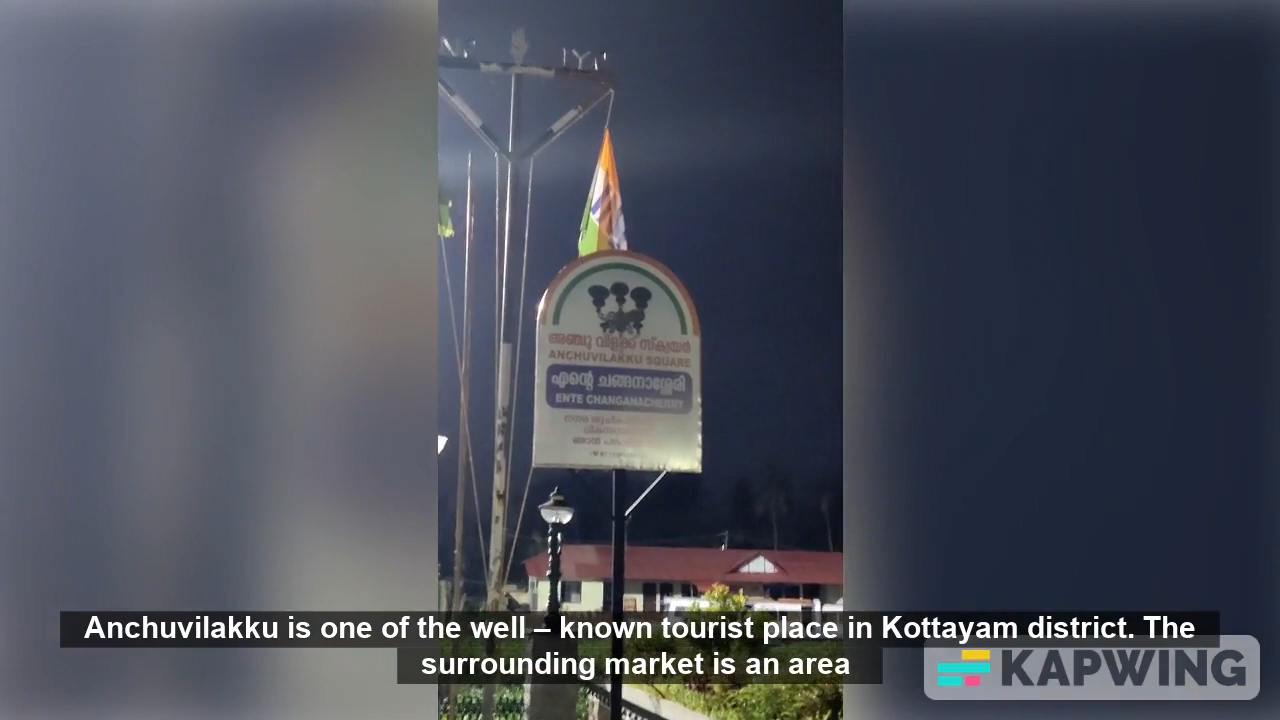 അഞ്ചു വിളക്ക് സ്ക്വയർ
ANCHUVILAKKU SQUARE
എന്റെ ചങ്ങനാശ്ശേരി
ENTE CHANGANACHERRY
Anchuvilakku is one of the well – known tourist place in Kottayam district. The
surrounding market is an area
KAPWING